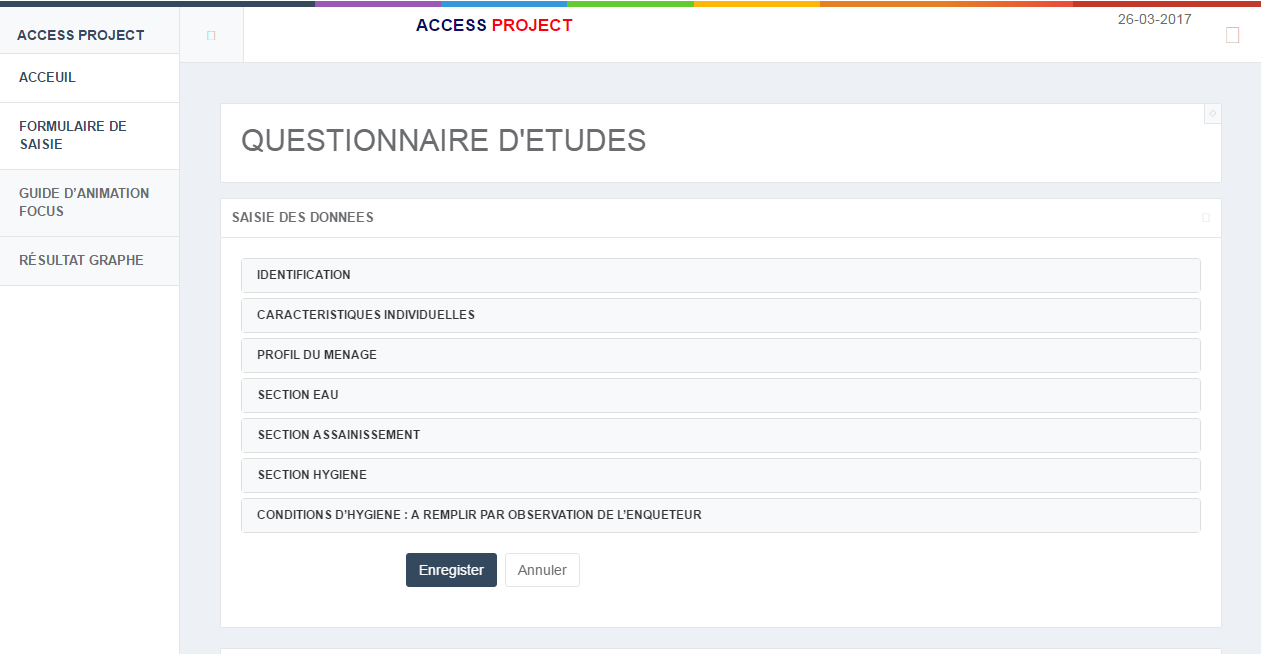 ACCESS PROJECT
ACCESS PROJECT
26-03-2017
ACCEUIL
FORMULAIRE DE
SAISIE
GUIDE D'ANIMATION
FOCUS
RÉSULTAT GRAPHE
QUESTIONNAIRE D'ETUDES
SAISIE DES DONNEES
IDENTIFICATION
CARACTERISTIQUES INDIVIDUELLES
PROFIL DU MENAGE
SECTION EAU
SECTION ASSAINISSEMENT
SECTION HYGIENE
CONDITIONS D'HYGIENE : A REMPLIR PAR OBSERVATION DE L'ENQUETEUR
Enregister
Annuler